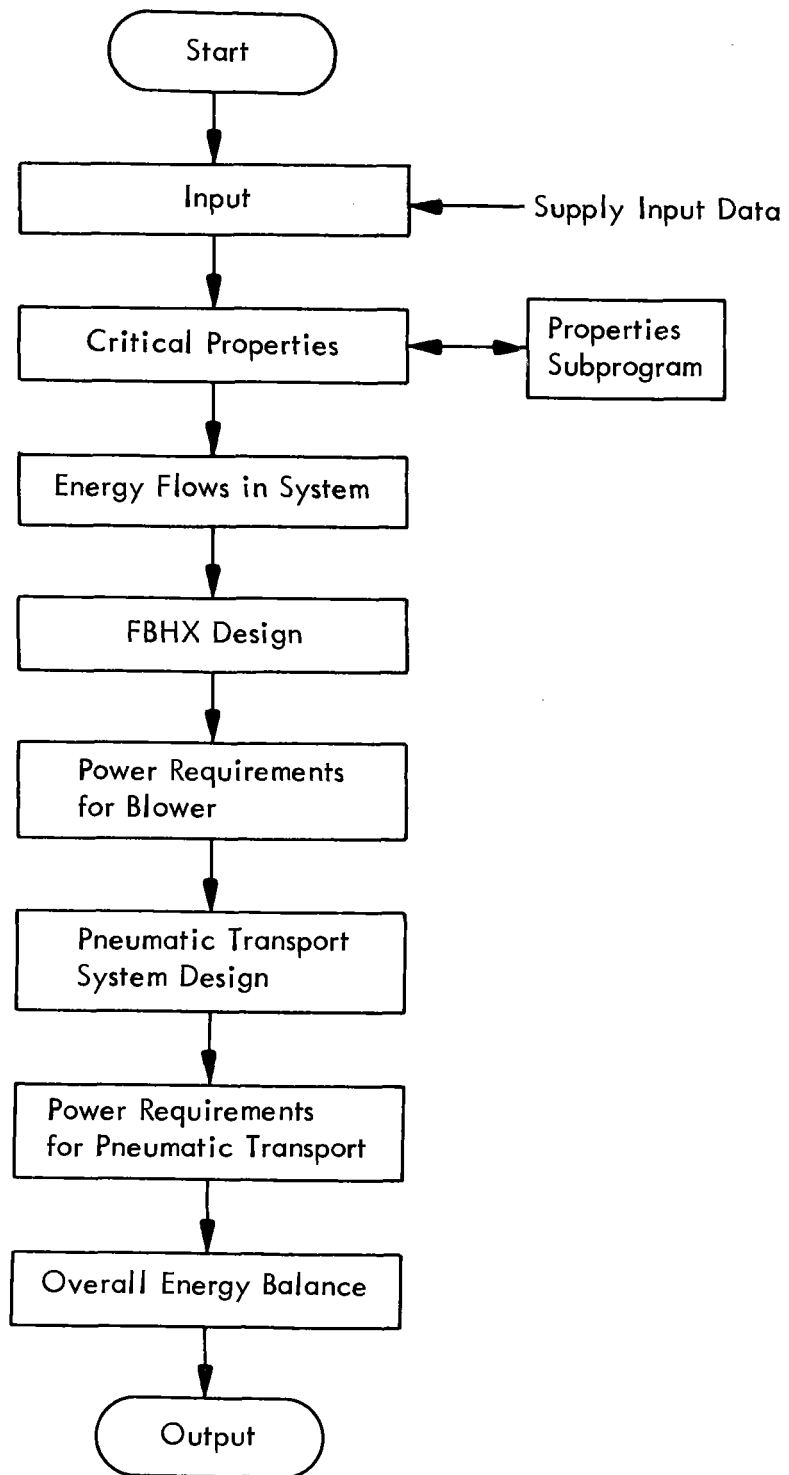 Start
Input
Supply Input Data
Critical Properties
Properties
Subprogram
Energy Flows in System
FBHX Design
Power Requirements
for Blower
Pneumatic Transport
System Design
Power Requirements
for Pneumatic Transport
Overall Energy Balance
Output